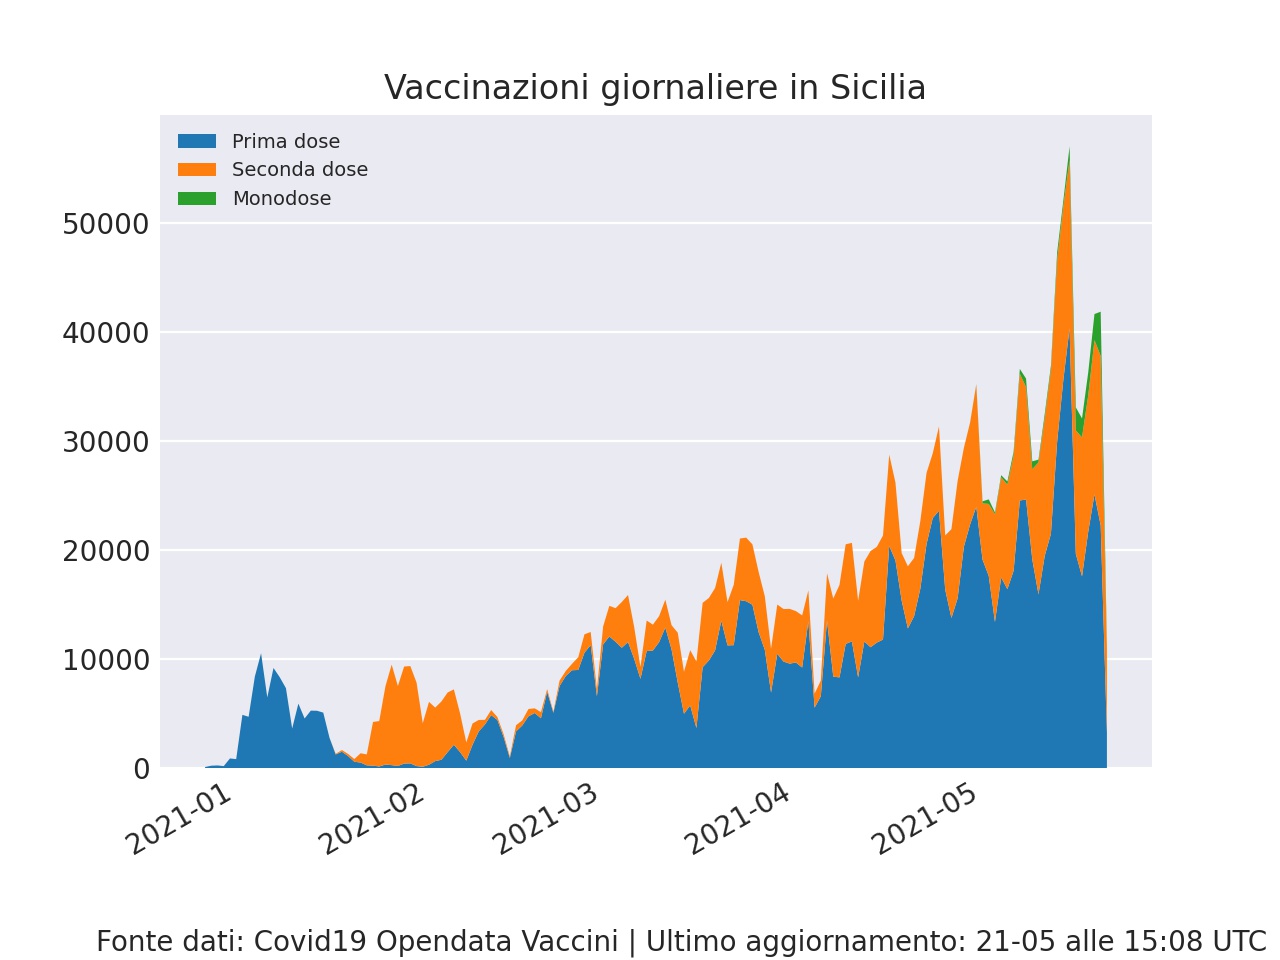 Vaccinazioni giornaliere in Sicilia
Prima dose
Seconda dose
Monodose
50000
40000
30000
20000
10000
0
2021-01
2021-02
2021-03
2021-04
2021-05
Fonte dati: Covid19 Opendata Vaccini | Ultimo aggiornamento: 21-05 alle 15:08 UTC